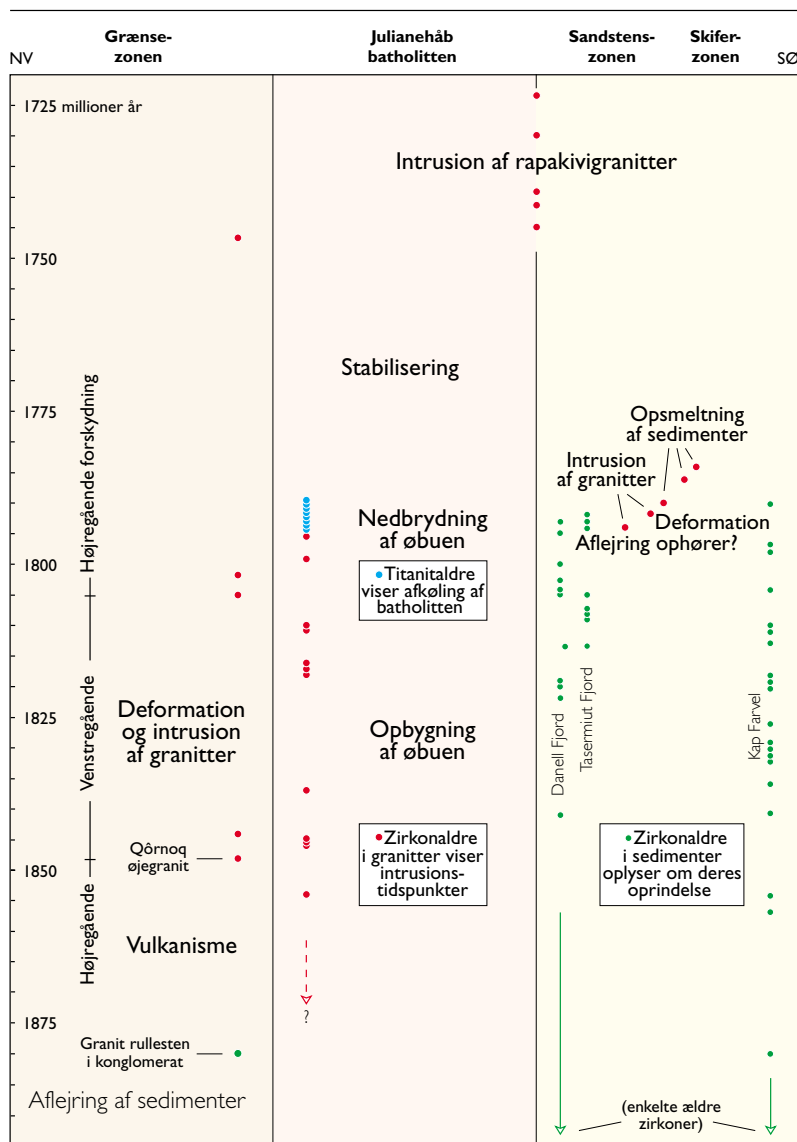 Grænse-
zonen
Julianehåb
batholitten
Sandstens-
zonen
Skifer-
zonen
NV
SØ
1725 millioner år
Intrusion af rapakivigranitter
1750
Stabilisering
1775
Højregående forskydning
Opsmeltning
af sedimenter
Intrusion
af granitter
Nedbrydning
af øbuen
Deformation
Aflejring ophører?
1800
Titanitaldre
viser afkøling af
batholitten
Venstregående
Deformation
og intrusion
af granitter
1825
Opbygning
af øbuen
Danell Fjord
Tasermiut Fjord
Kap Farvel
Qôrnoq
øjegranit
1850
Zirkonaldre
i granitter viser
intrusions-
tidspunkter
Zirkonaldre
i sedimenter
oplyser om deres
oprindelse
Højregående
Vulkanisme
1875
?
Granit rullesten
i konglomerat
Aflejring af sedimenter
(enkelte ældre
zirkoner)